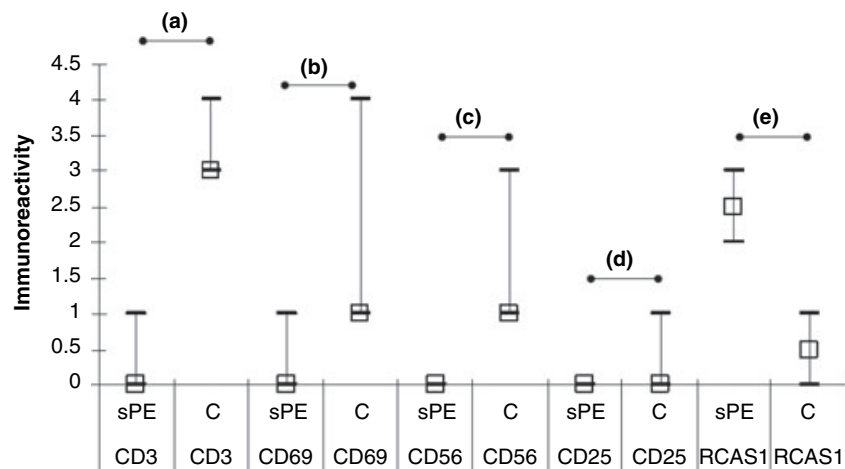 (a)
(b)
(c)
(d)
(e)
Immunoreactivity
4.5
4
3.5
3
2.5
2
1.5
1
0.5
0
sPE C sPE C sPE C sPE C sPE C
CD3 CD3 CD69 CD69 CD56 CD56 CD25 CD25 RCAS1 RCAS1